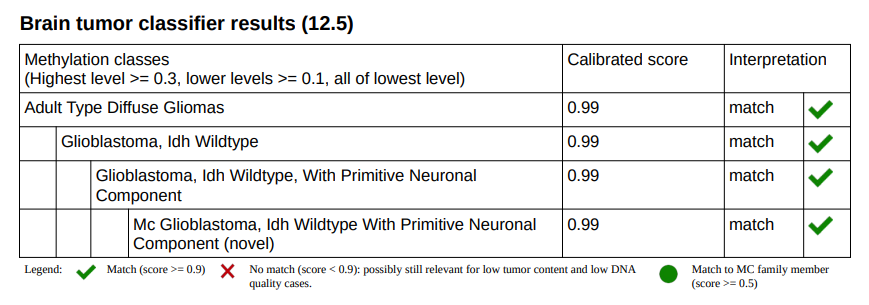 Brain tumor classifier results (12.5)
Methylation classes Calibrated score Interpretation
(Highest level >= 0.3, lower levels >= 0.1, all of lowest level)
Adult Type Diffuse Gliomas 0.99 match
Glioblastoma, Idh Wildtype 0.99 match
Glioblastoma, Idh Wildtype, With Primitive Neuronal 0.99 match
Component
Mc Glioblastoma, Idh Wildtype With Primitive Neuronal 0.99 match
Component (novel)
Legend: Match (score >= 0.9) No match (score < 0.9): possibly still relevant for low tumor content and low DNA Match to MC family member
quality cases. (score >= 0.5)